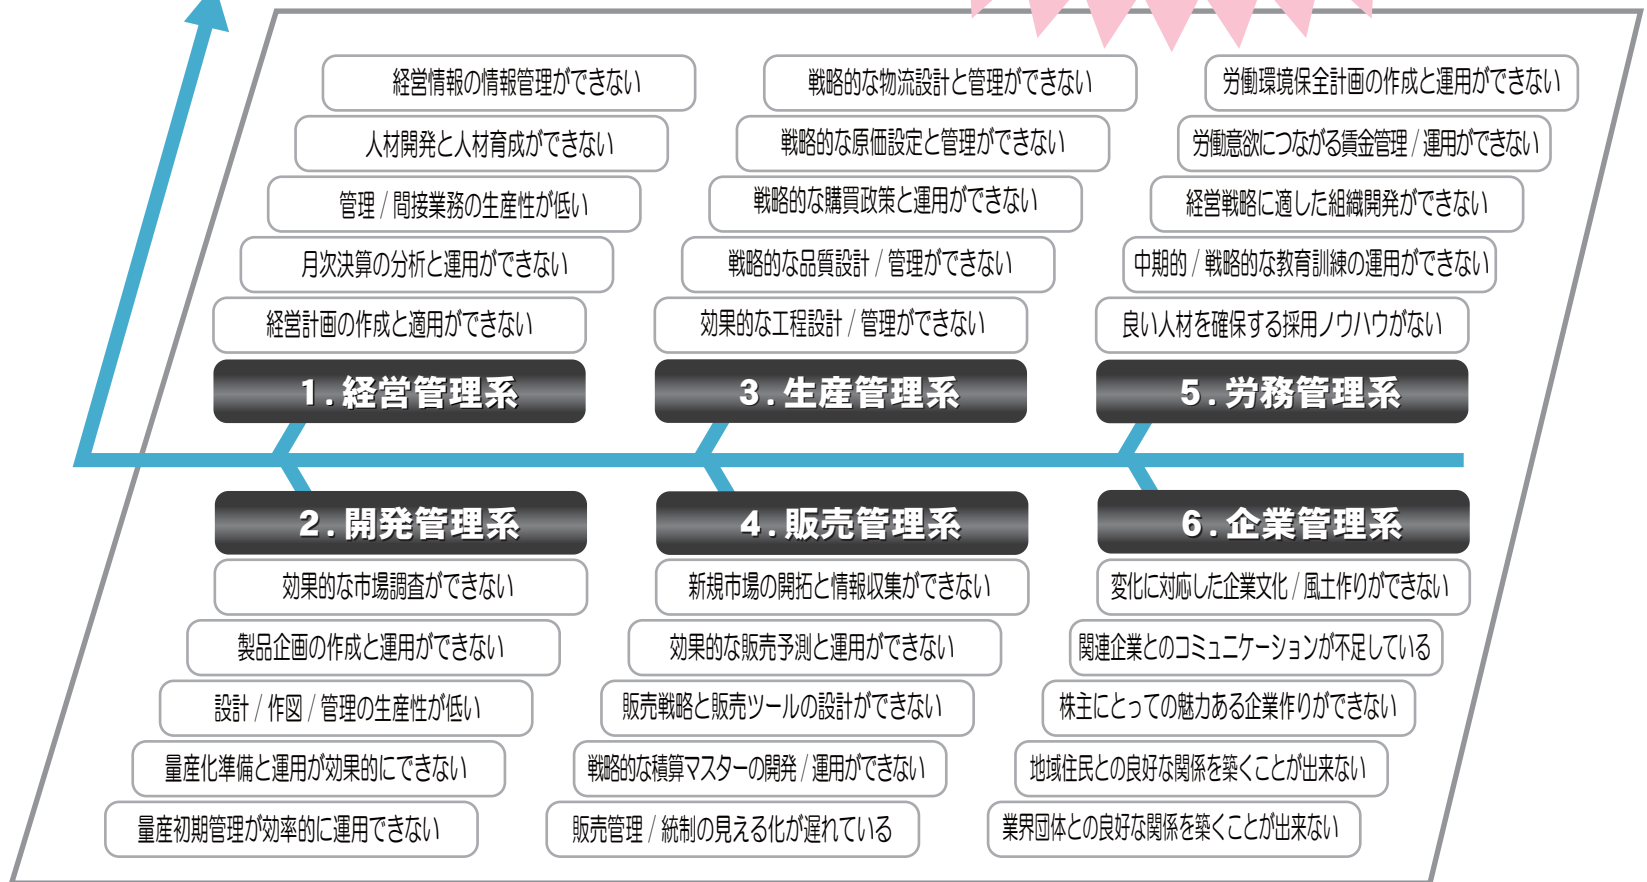 経営情報の情報管理ができない
人材開発と人材育成ができない
管理 / 間接業務の生産性が低い
月次決算の分析と運用ができない
経営計画の作成と適用ができない
1.経営管理系
戦略的な物流設計と管理ができない
戦略的な原価設定と管理ができない
戦略的な購買政策と運用ができない
戦略的な品質設計 / 管理ができない
効果的な工程設計 / 管理ができない
3.生産管理系
労働環境保全計画の作成と運用ができない
労働意欲につながる賃金管理 / 運用ができない
経営戦略に適した組織開発ができない
中期的 / 戦略的な教育訓練の運用ができない
良い人材を確保する採用ノウハウがない
5.労務管理系
2.開発管理系
効果的な市場調査ができない
製品企画の作成と運用ができない
設計 / 作図 / 管理の生産性が低い
量産化準備と運用が効果的にできない
量産初期管理が効率的に運用できない
4.販売管理系
新規市場の開拓と情報収集ができない
効果的な販売予測と運用ができない
販売戦略と販売ツールの設計ができない
戦略的な積算マスターの開発 / 運用ができない
販売管理 / 統制の見える化が遅れている
6.企業管理系
変化に対応した企業文化 / 風土作りができない
関連企業とのコミュニケーションが不足している
株主にとっての魅力ある企業作りができない
地域住民との良好な関係を築くことが出来ない
業界団体との良好な関係を築くことが出来ない